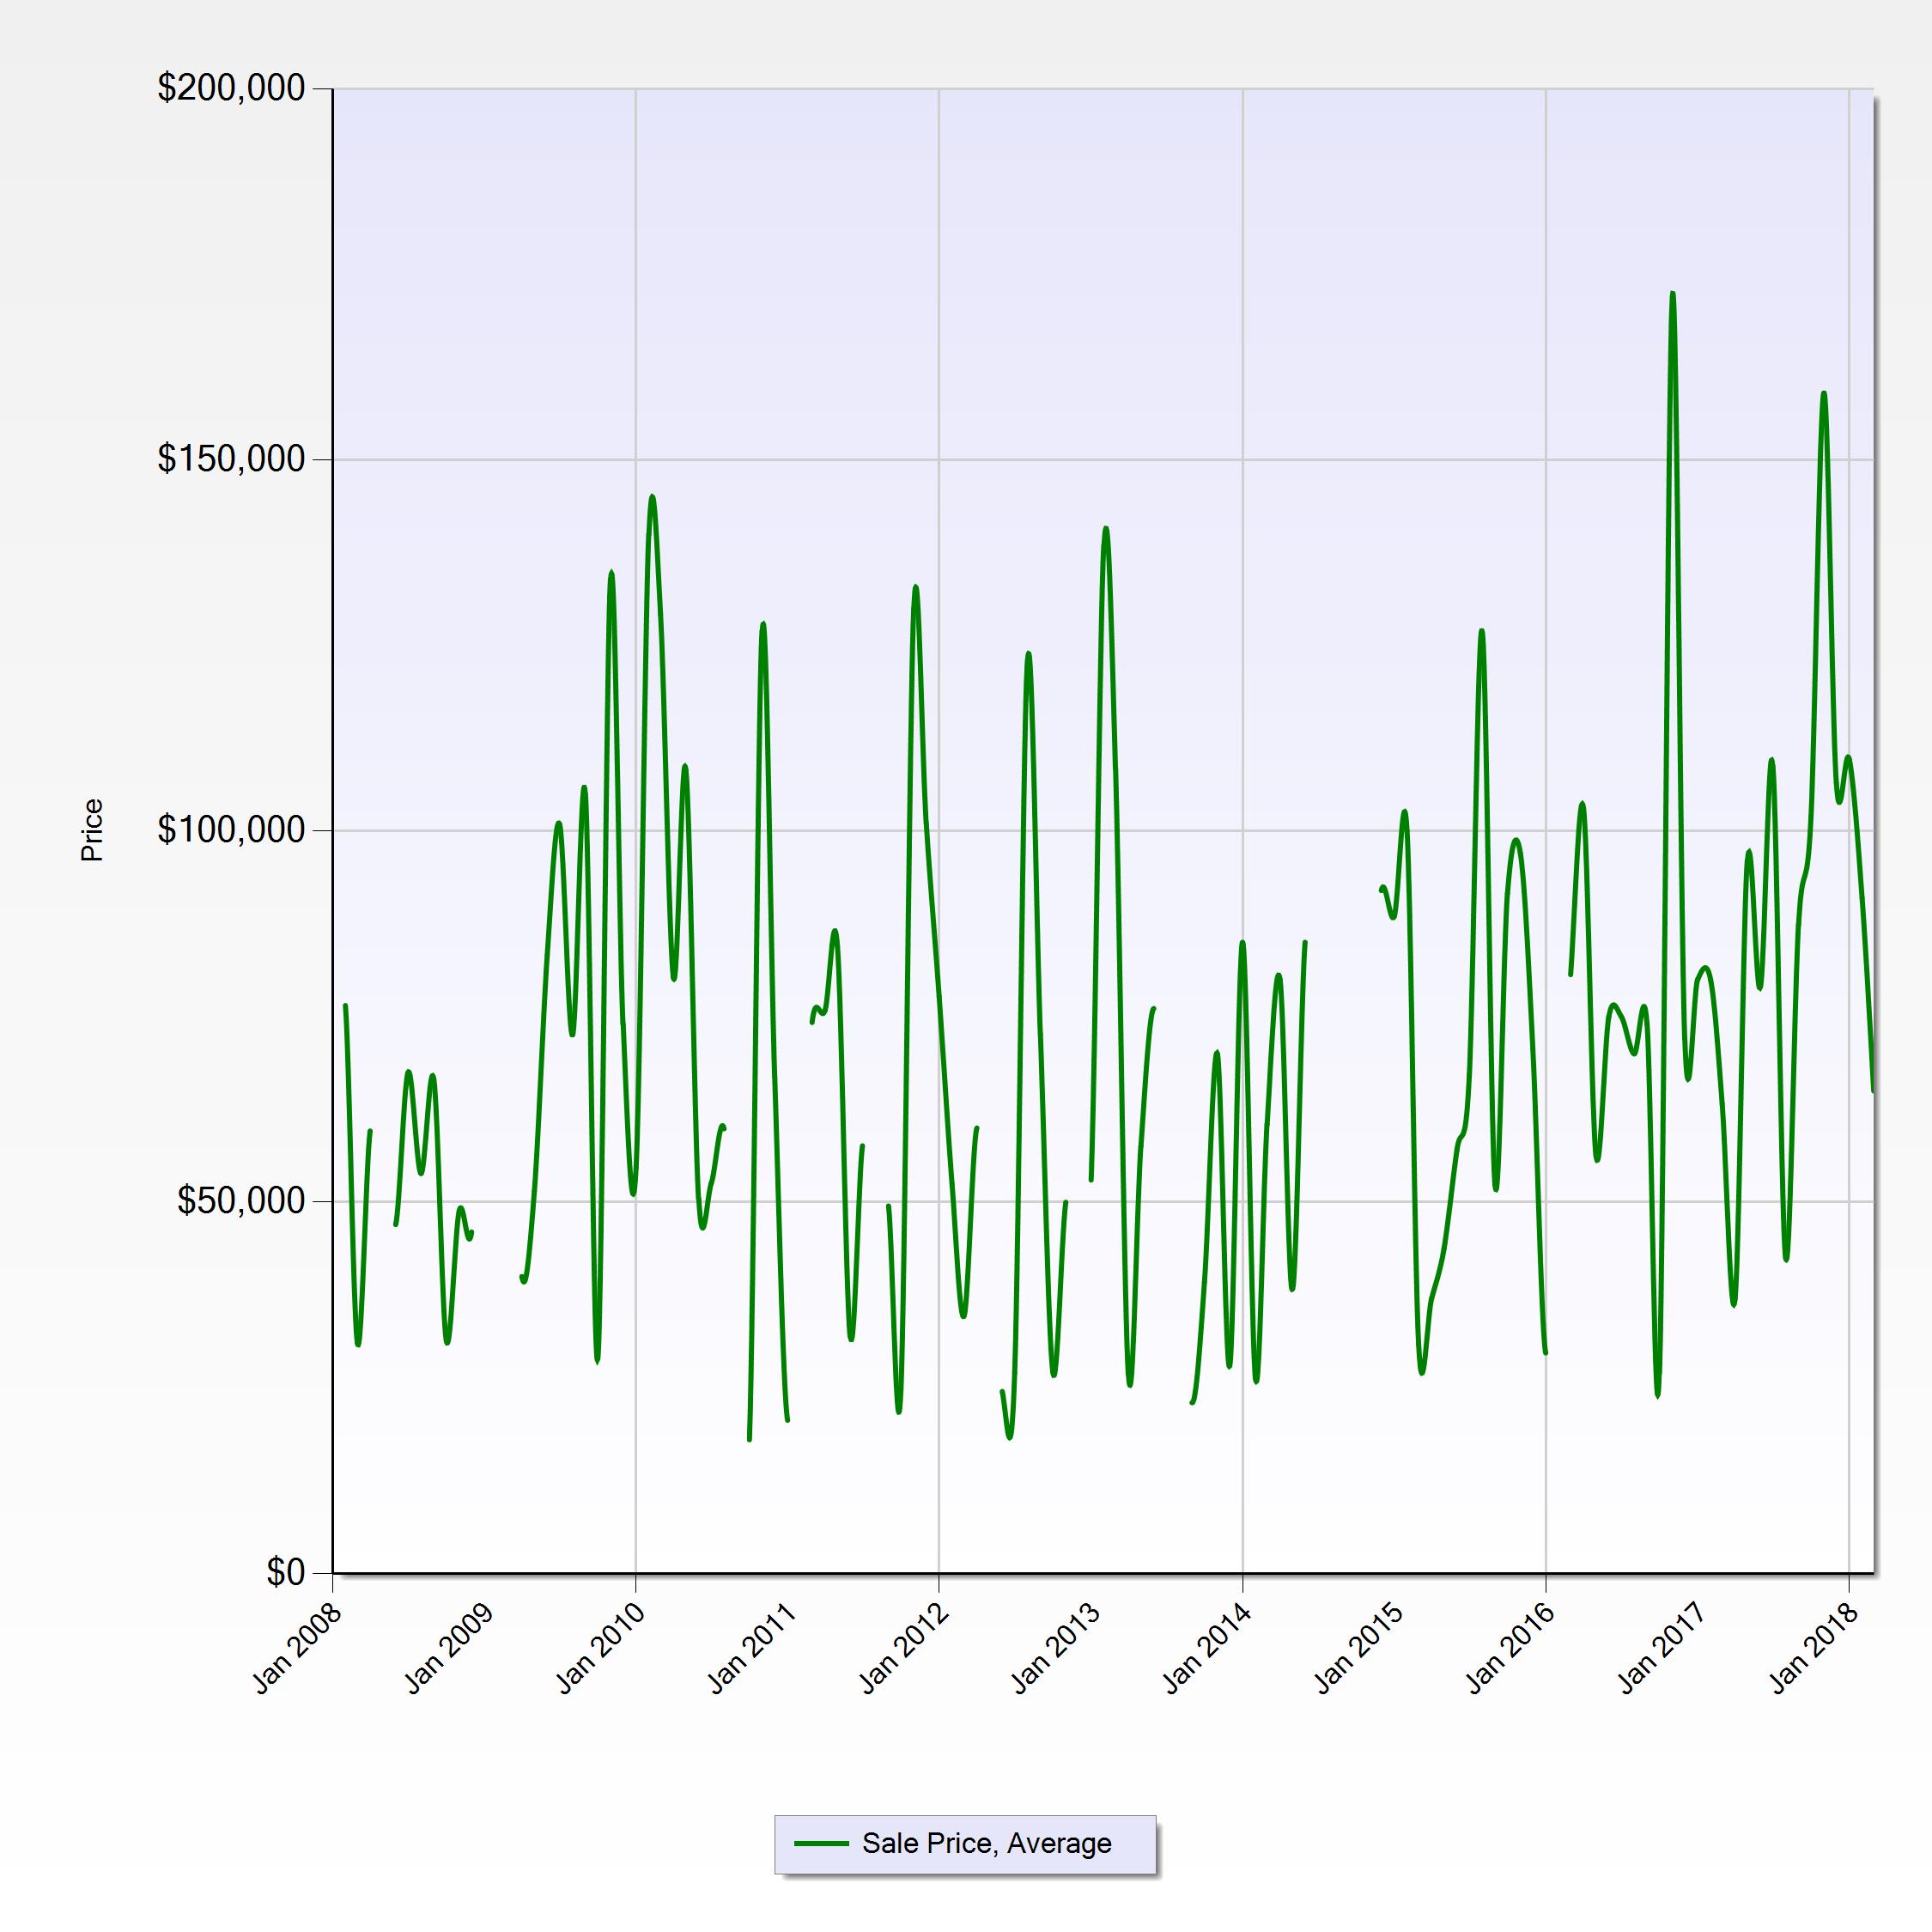 $200,000
$150,000
$100,000
$50,000
$0
Price
Jan 2008
Jan 2009
Jan 2010
Jan 2011
Jan 2012
Jan 2013
Jan 2014
Jan 2015
Jan 2016
Jan 2017
Jan 2018
Sale Price, Average